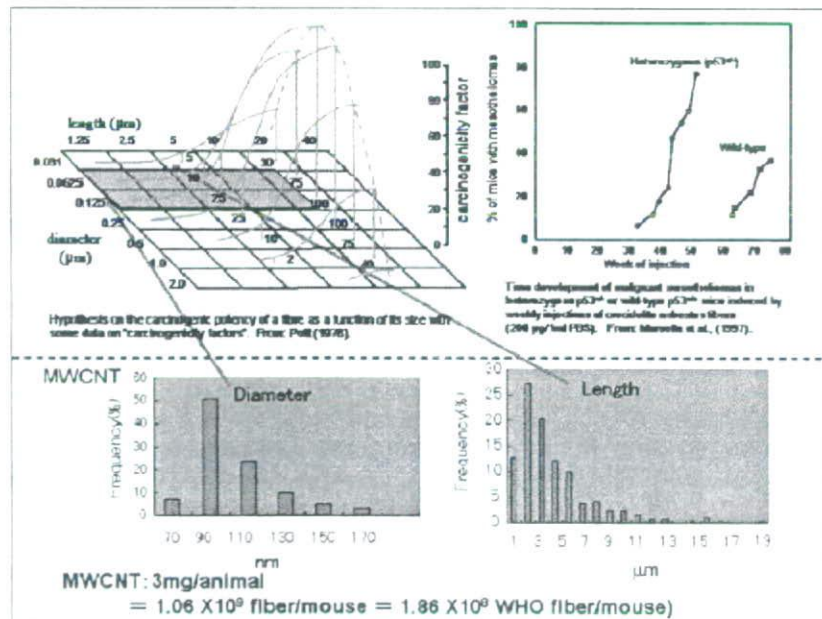 length (μm)
1.25 2.5 5 10 20 40
0.031
0.0625
0.125
0.25
0.5
1.0
2.0
diameter
(μm)
5 30
10 75
75 100
25 100
10 75
2 40
100
80
60
40
20
0
carcinogenicity factor
Hypothesis on the carcinogenic potency of a fibre as a function of its size with
some data on "carcinogenicity factors". From: Pott (1978).
% of mice with mesotheliomas
100
80
60
40
20
0
Heterozygous (p53+/-)
Wild-type
0 10 20 30 40 50 60 70 80
Week of injection
Time development of malignant mesotheliomas in
heterozygous p53+/- or wild-type p53+/+ mice induced by
weekly injections of crocidolite asbestos fibres
(200 μg/1ml PBS). From: Marsella et al., (1997).
MWCNT
Diameter
Frequency(%)
60
50
40
30
20
10
0
70 90 110 130 150 170
nm
Length
Frequency(%)
30
25
20
15
10
5
0
1 3 5 7 9 11 13 15 17 19
μm
MWCNT: 3mg/animal
= 1.06 X10⁹ fiber/mouse = 1.86 X10⁸ WHO fiber/mouse)